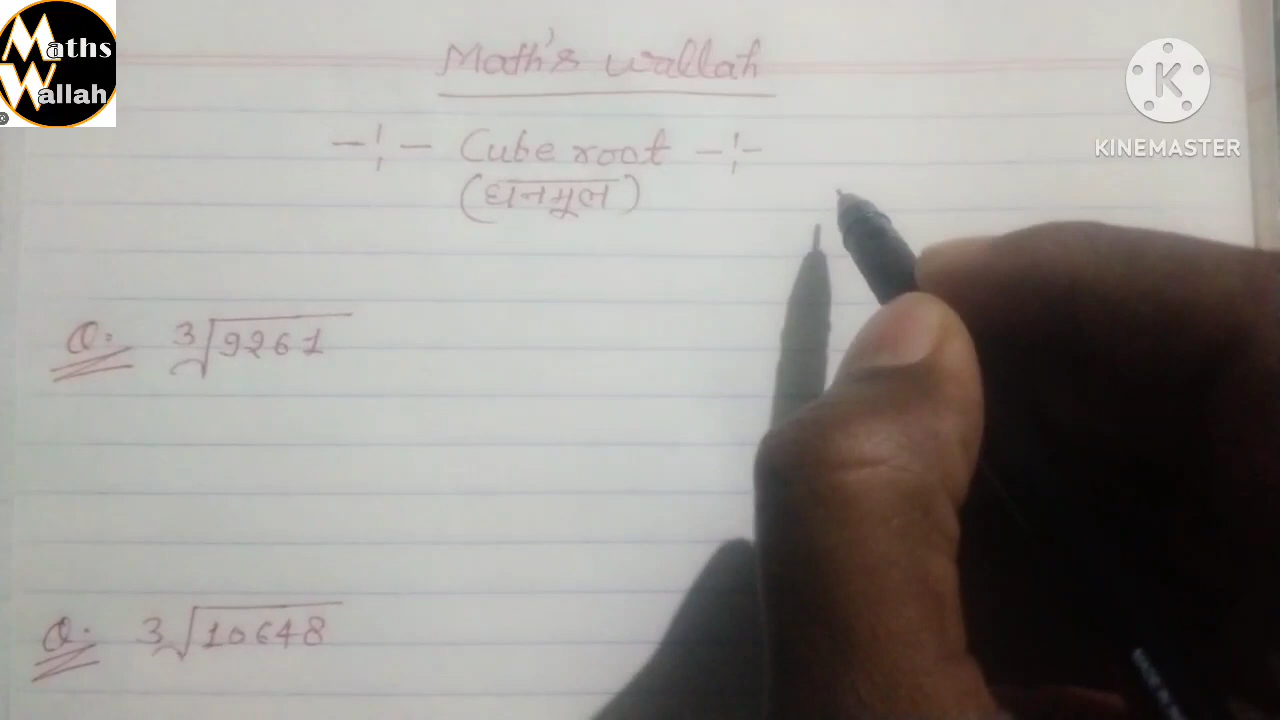 Maths
Wallah
Math's wallah
KINEMASTER
-:- Cube root -:-
(घनमूल)
Q. ∛9261
Q. ∛10648